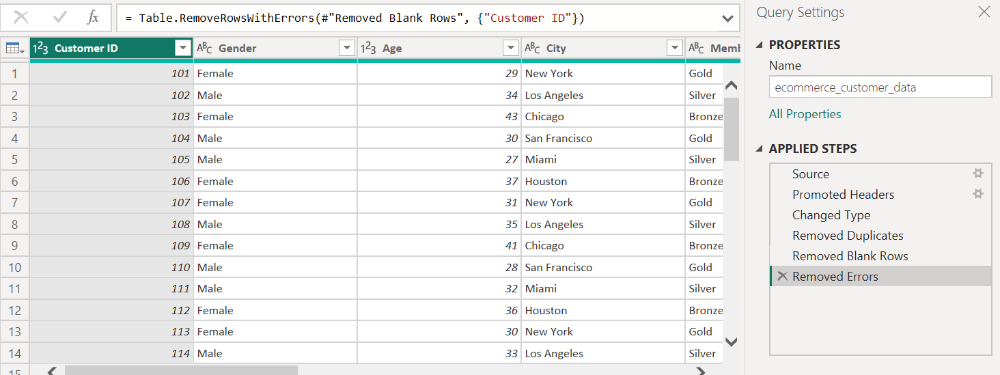 fx = Table.RemoveRowsWithErrors(#"Removed Blank Rows", {"Customer ID"})
123 Customer ID ABC Gender 123 Age ABC City ABC Memb
1 101 Female 29 New York Gold
2 102 Male 34 Los Angeles Silver
3 103 Female 43 Chicago Bronze
4 104 Male 30 San Francisco Gold
5 105 Male 27 Miami Silver
6 106 Female 37 Houston Bronze
7 107 Female 31 New York Gold
8 108 Male 35 Los Angeles Silver
9 109 Female 41 Chicago Bronze
10 110 Male 28 San Francisco Gold
11 111 Male 32 Miami Silver
12 112 Female 36 Houston Bronze
13 113 Female 30 New York Gold
14 114 Male 33 Los Angeles Silver
15
Query Settings
PROPERTIES
Name
ecommerce_customer_data
All Properties
APPLIED STEPS
Source
Promoted Headers
Changed Type
Removed Duplicates
Removed Blank Rows
Removed Errors